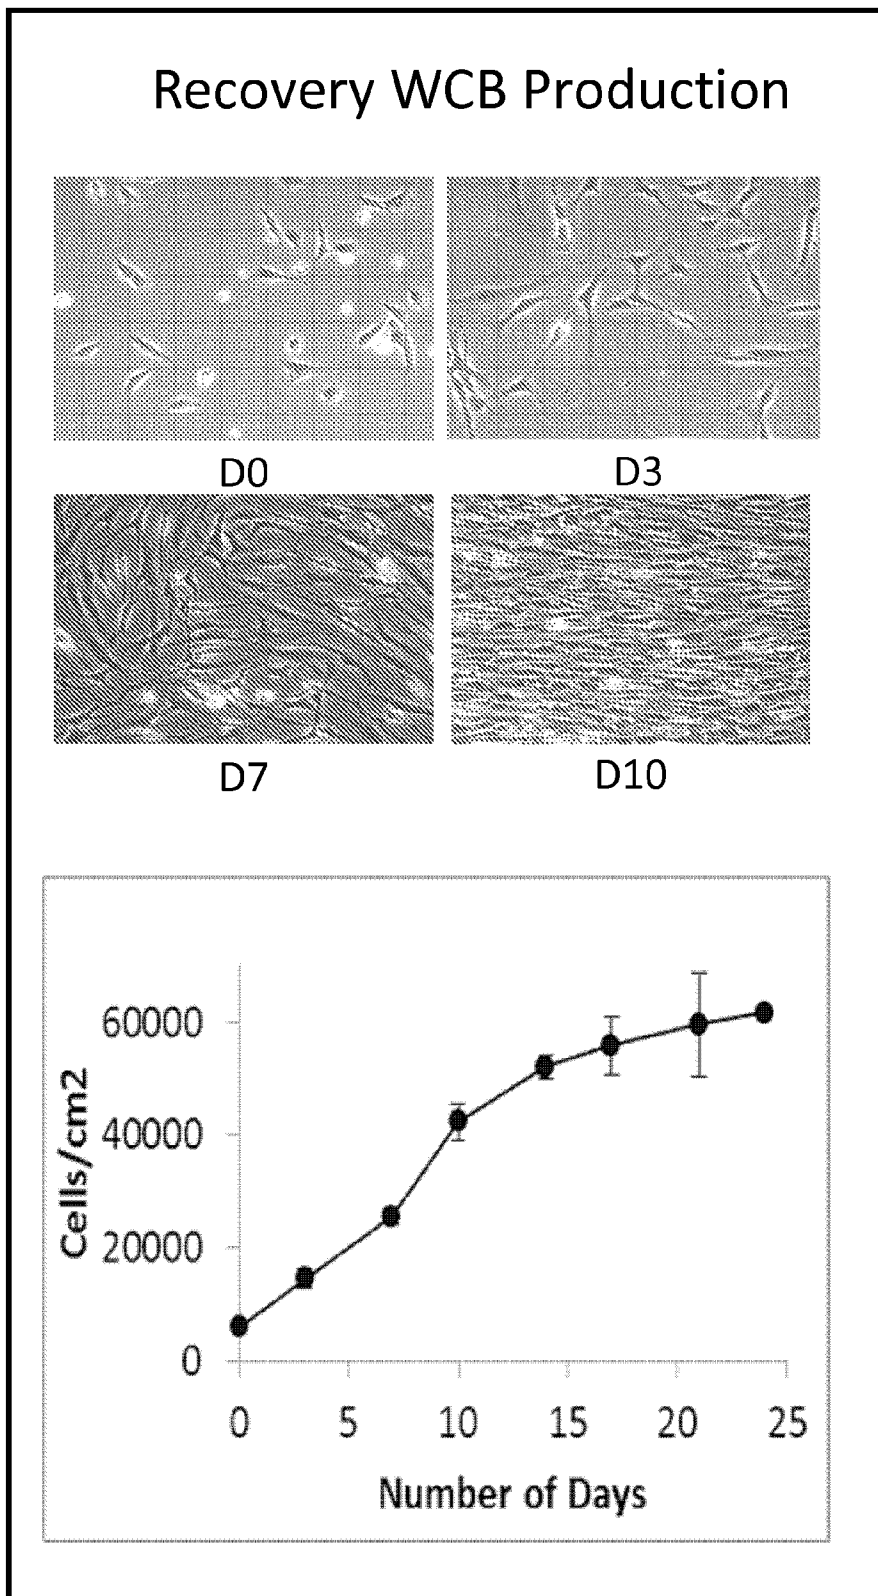 Recovery WCB Production
D0
D3
D7
D10
60000
40000
20000
0
Cells/cm2
0 5 10 15 20 25
Number of Days